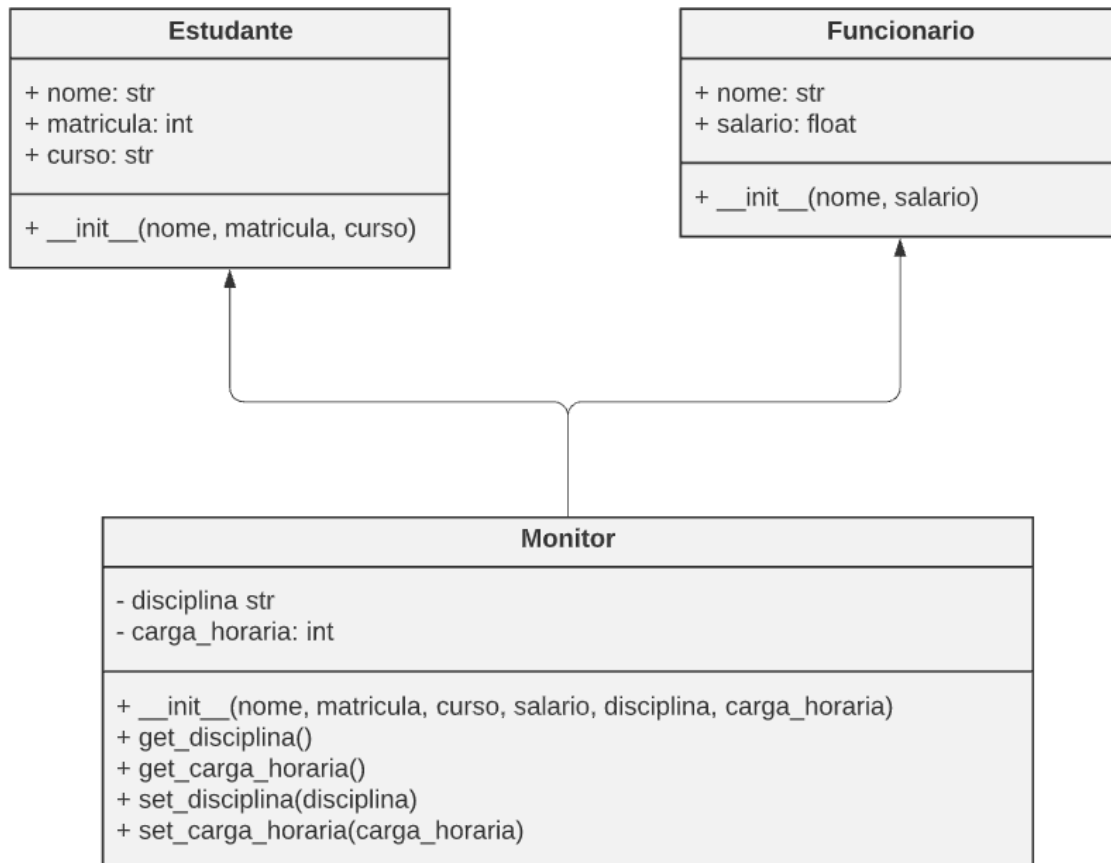 Estudante
+ nome: str
+ matricula: int
+ curso: str
+ __init__(nome, matricula, curso)
Funcionario
+ nome: str
+ salario: float
+ __init__(nome, salario)
Monitor
- disciplina str
- carga_horaria: int
+ __init__(nome, matricula, curso, salario, disciplina, carga_horaria)
+ get_disciplina()
+ get_carga_horaria()
+ set_disciplina(disciplina)
+ set_carga_horaria(carga_horaria)